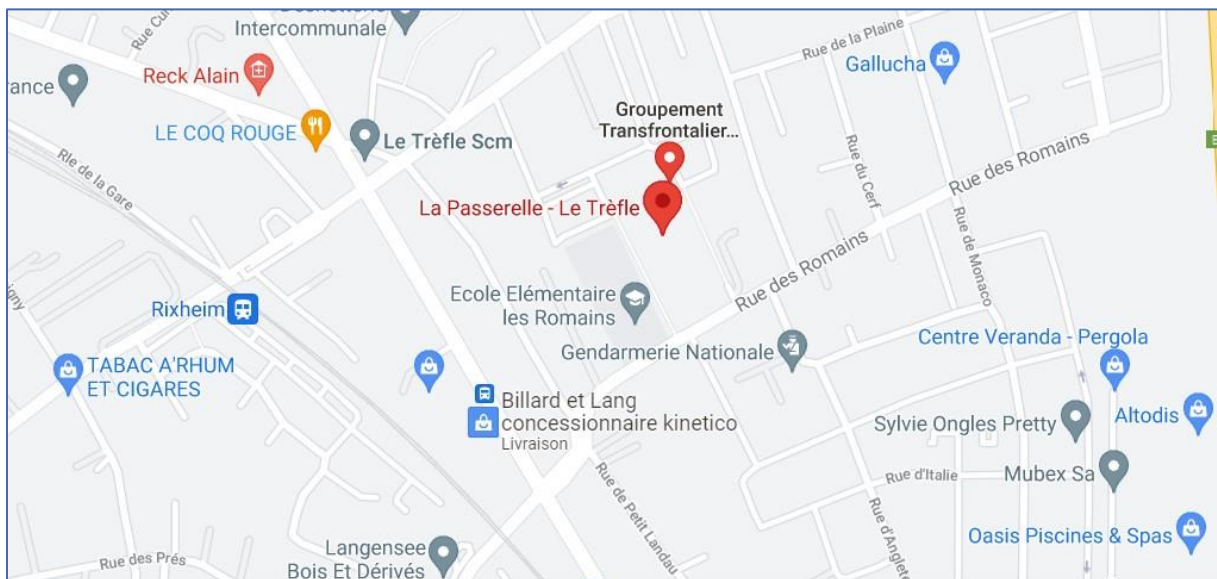 Intercommunale
Rue de la Plaine
Gallucha
Reck Alain
rance
Groupement
Transfrontalier...
LE COQ ROUGE
Le Trèfle Scm
Rue du Cerf
Rue des Romains
Rle de la Gare
La Passerelle - Le Trèfle
Rue de Monaco
Rue des Romains
Ecole Elémentaire
les Romains
Rixheim
Gendarmerie Nationale
Centre Veranda - Pergola
TABAC A'RHUM
ET CIGARES
Billard et Lang
concessionnaire kinetico
Livraison
Sylvie Ongles Pretty
Altodis
Rue d'Italie
Mubex Sa
Rue de Petit Landau
Rue d'Anglete
Oasis Piscines & Spas
Langensee
Bois Et Dérivés
Rue des Prés